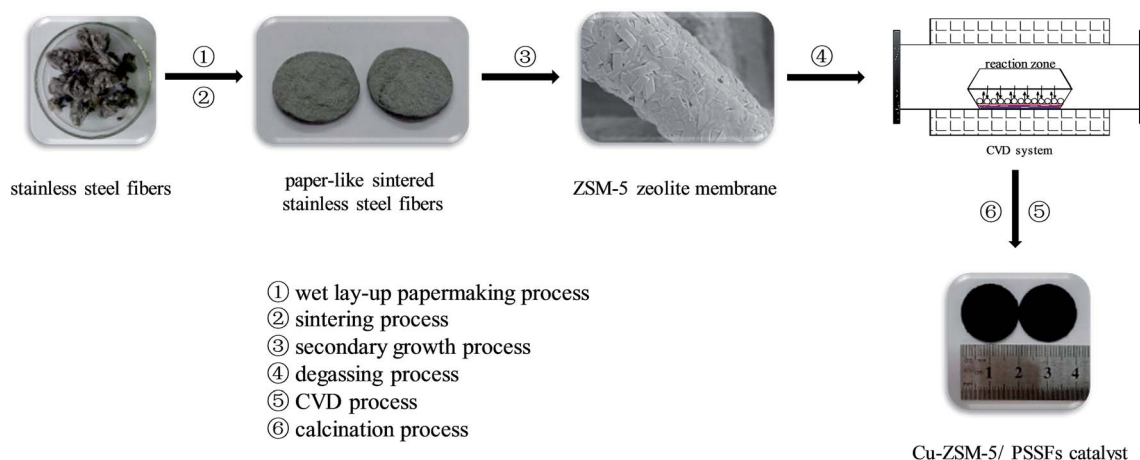 ①
②
③
④
reaction zone
CVD system
stainless steel fibers
paper-like sintered
stainless steel fibers
ZSM-5 zeolite membrane
⑥ ⑤
① wet lay-up papermaking process
② sintering process
③ secondary growth process
④ degassing process
⑤ CVD process
⑥ calcination process
1 2 3 4
Cu-ZSM-5/ PSSFs catalyst